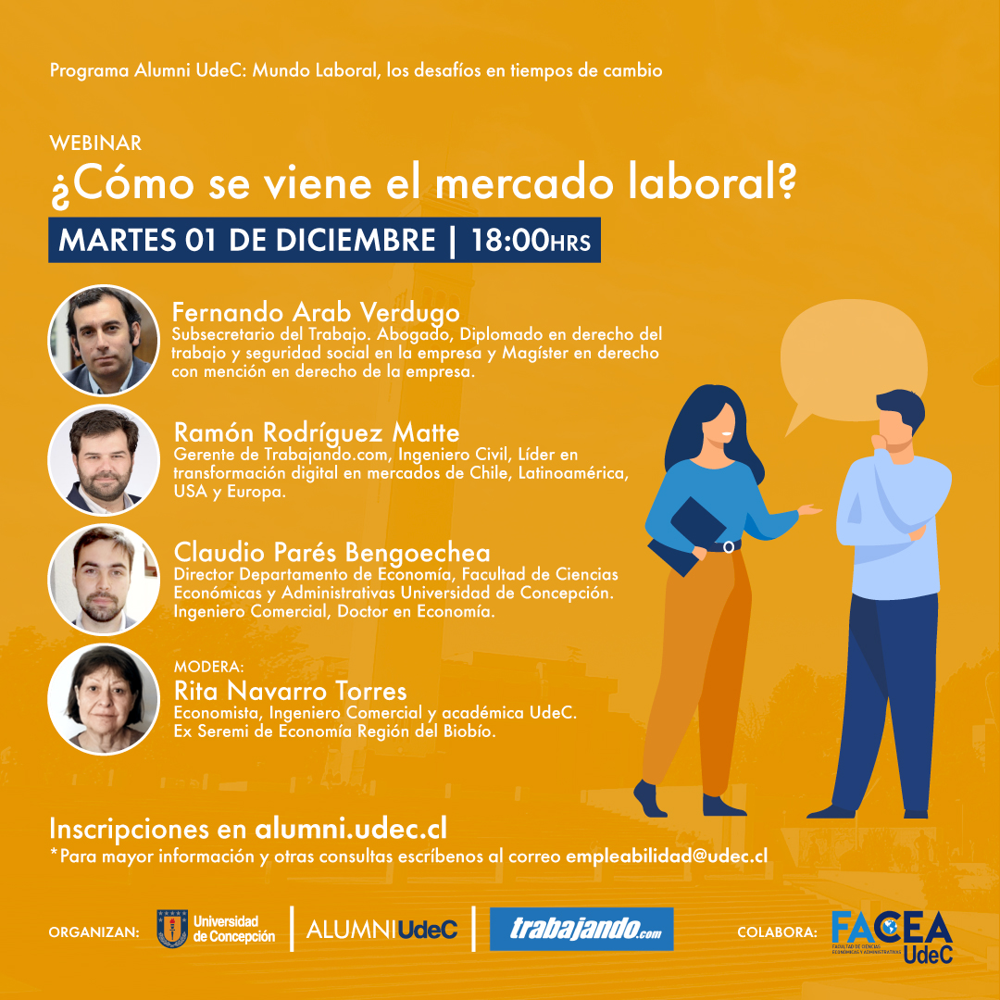 Programa Alumni UdeC: Mundo Laboral, los desafíos en tiempos de cambio
WEBINAR
¿Cómo se viene el mercado laboral?
MARTES 01 DE DICIEMBRE | 18:00HRS
Fernando Arab Verdugo
Subsecretario del Trabajo. Abogado, Diplomado en derecho del
trabajo y seguridad social en la empresa y Magíster en derecho
con mención en derecho de la empresa.
Ramón Rodríguez Matte
Gerente de Trabajando.com, Ingeniero Civil, Líder en
transformación digital en mercados de Chile, Latinoamérica,
USA y Europa.
Claudio Parés Bengoechea
Director Departamento de Economía, Facultad de Ciencias
Económicas y Administrativas Universidad de Concepción.
Ingeniero Comercial, Doctor en Economía.
MODERA:
Rita Navarro Torres
Economista, Ingeniero Comercial y académica UdeC.
Ex Seremi de Economía Región del Biobío.
Inscripciones en alumni.udec.cl
*Para mayor información y otras consultas escríbenos al correo empleabilidad@udec.cl
ORGANIZAN:
Universidad
de Concepción
ALUMNIUdeC
trabajando.com
COLABORA:
FACEA
FACULTAD DE CIENCIAS
ECONÓMICAS Y ADMINISTRATIVAS
UdeC